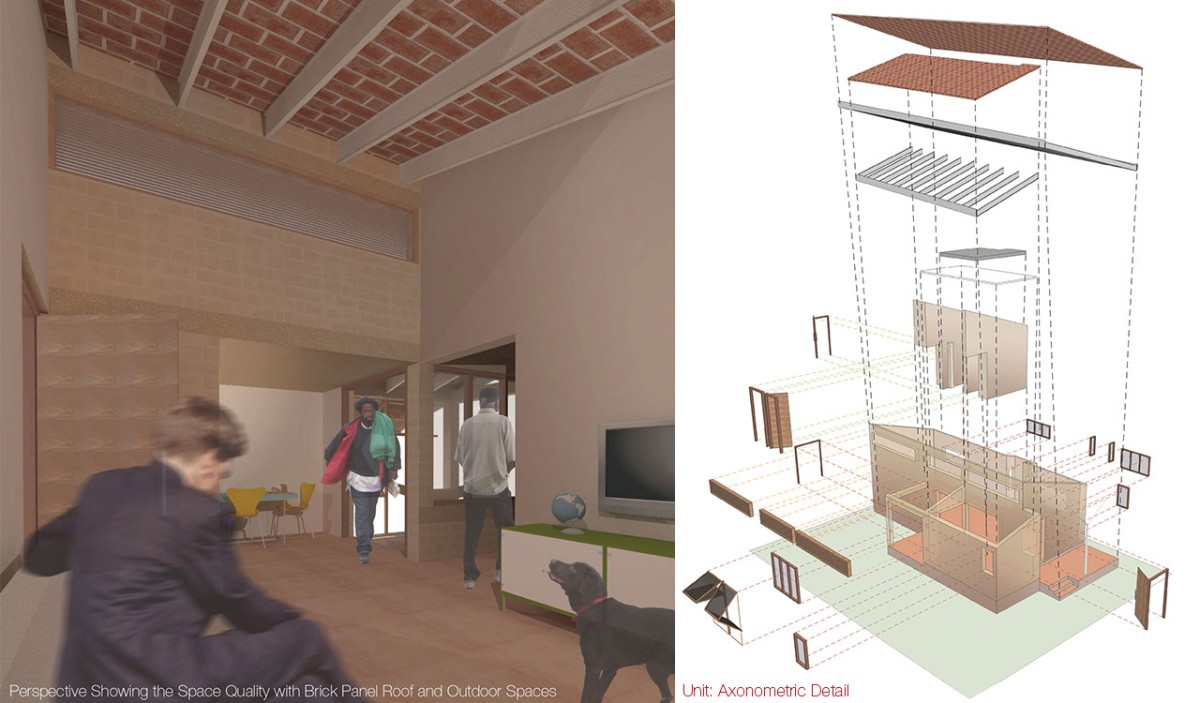 Perspective Showing the Space Quality with Brick Panel Roof and Outdoor Spaces
Unit: Axonometric Detail